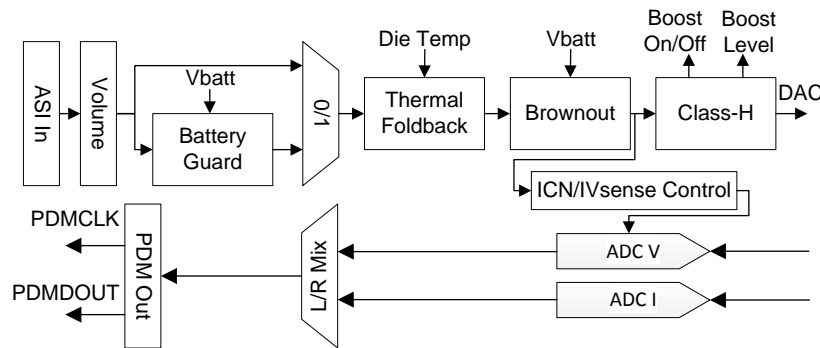 ASI In
Volume
Vbatt
Battery
Guard
0/1
Die Temp
Thermal
Foldback
Vbatt
Brownout
Boost
On/Off
Boost
Level
Class-H
DAC
ICN/IVsense Control
PDMCLK
PDMDOUT
PDM Out
L/R Mix
ADC V
ADC I